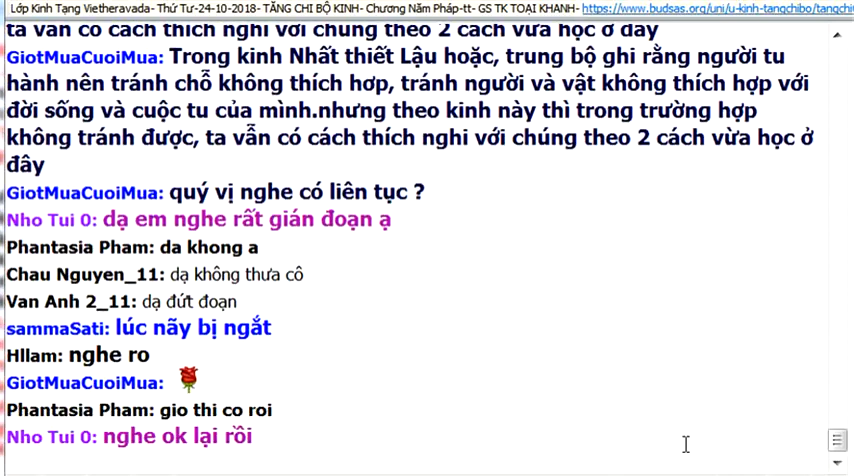 Lớp Kinh Tạng Vietheravada- Thứ Tư-24-10-2018- TĂNG CHI BỘ KINH- Chương Năm Pháp-tt- GS TK TOẠI KHANH- https://www.budsas.org/uni/u-kinh-tangchibo/tangchi
ta vẫn có cách thích nghi với chúng theo 2 cách vừa học ở đây
GiotMuaCuoiMua: Trong kinh Nhất thiết Lậu hoặc, trung bộ ghi rằng người tu
hành nên tránh chỗ không thích hơp, tránh người và vật không thích hợp với
đời sống và cuộc tu của mình.nhưng theo kinh này thì trong trường hợp
không tránh được, ta vẫn có cách thích nghi với chúng theo 2 cách vừa học ở
đây
GiotMuaCuoiMua: quý vị nghe có liên tục ?
Nho Tui 0: dạ em nghe rất gián đoạn ạ
Phantasia Pham: da khong a
Chau Nguyen_11: dạ không thưa cô
Van Anh 2_11: dạ đứt đoạn
sammaSati: lúc nãy bị ngắt
Hllam: nghe ro
GiotMuaCuoiMua:
Phantasia Pham: gio thi co roi
Nho Tui 0: nghe ok lại rồi